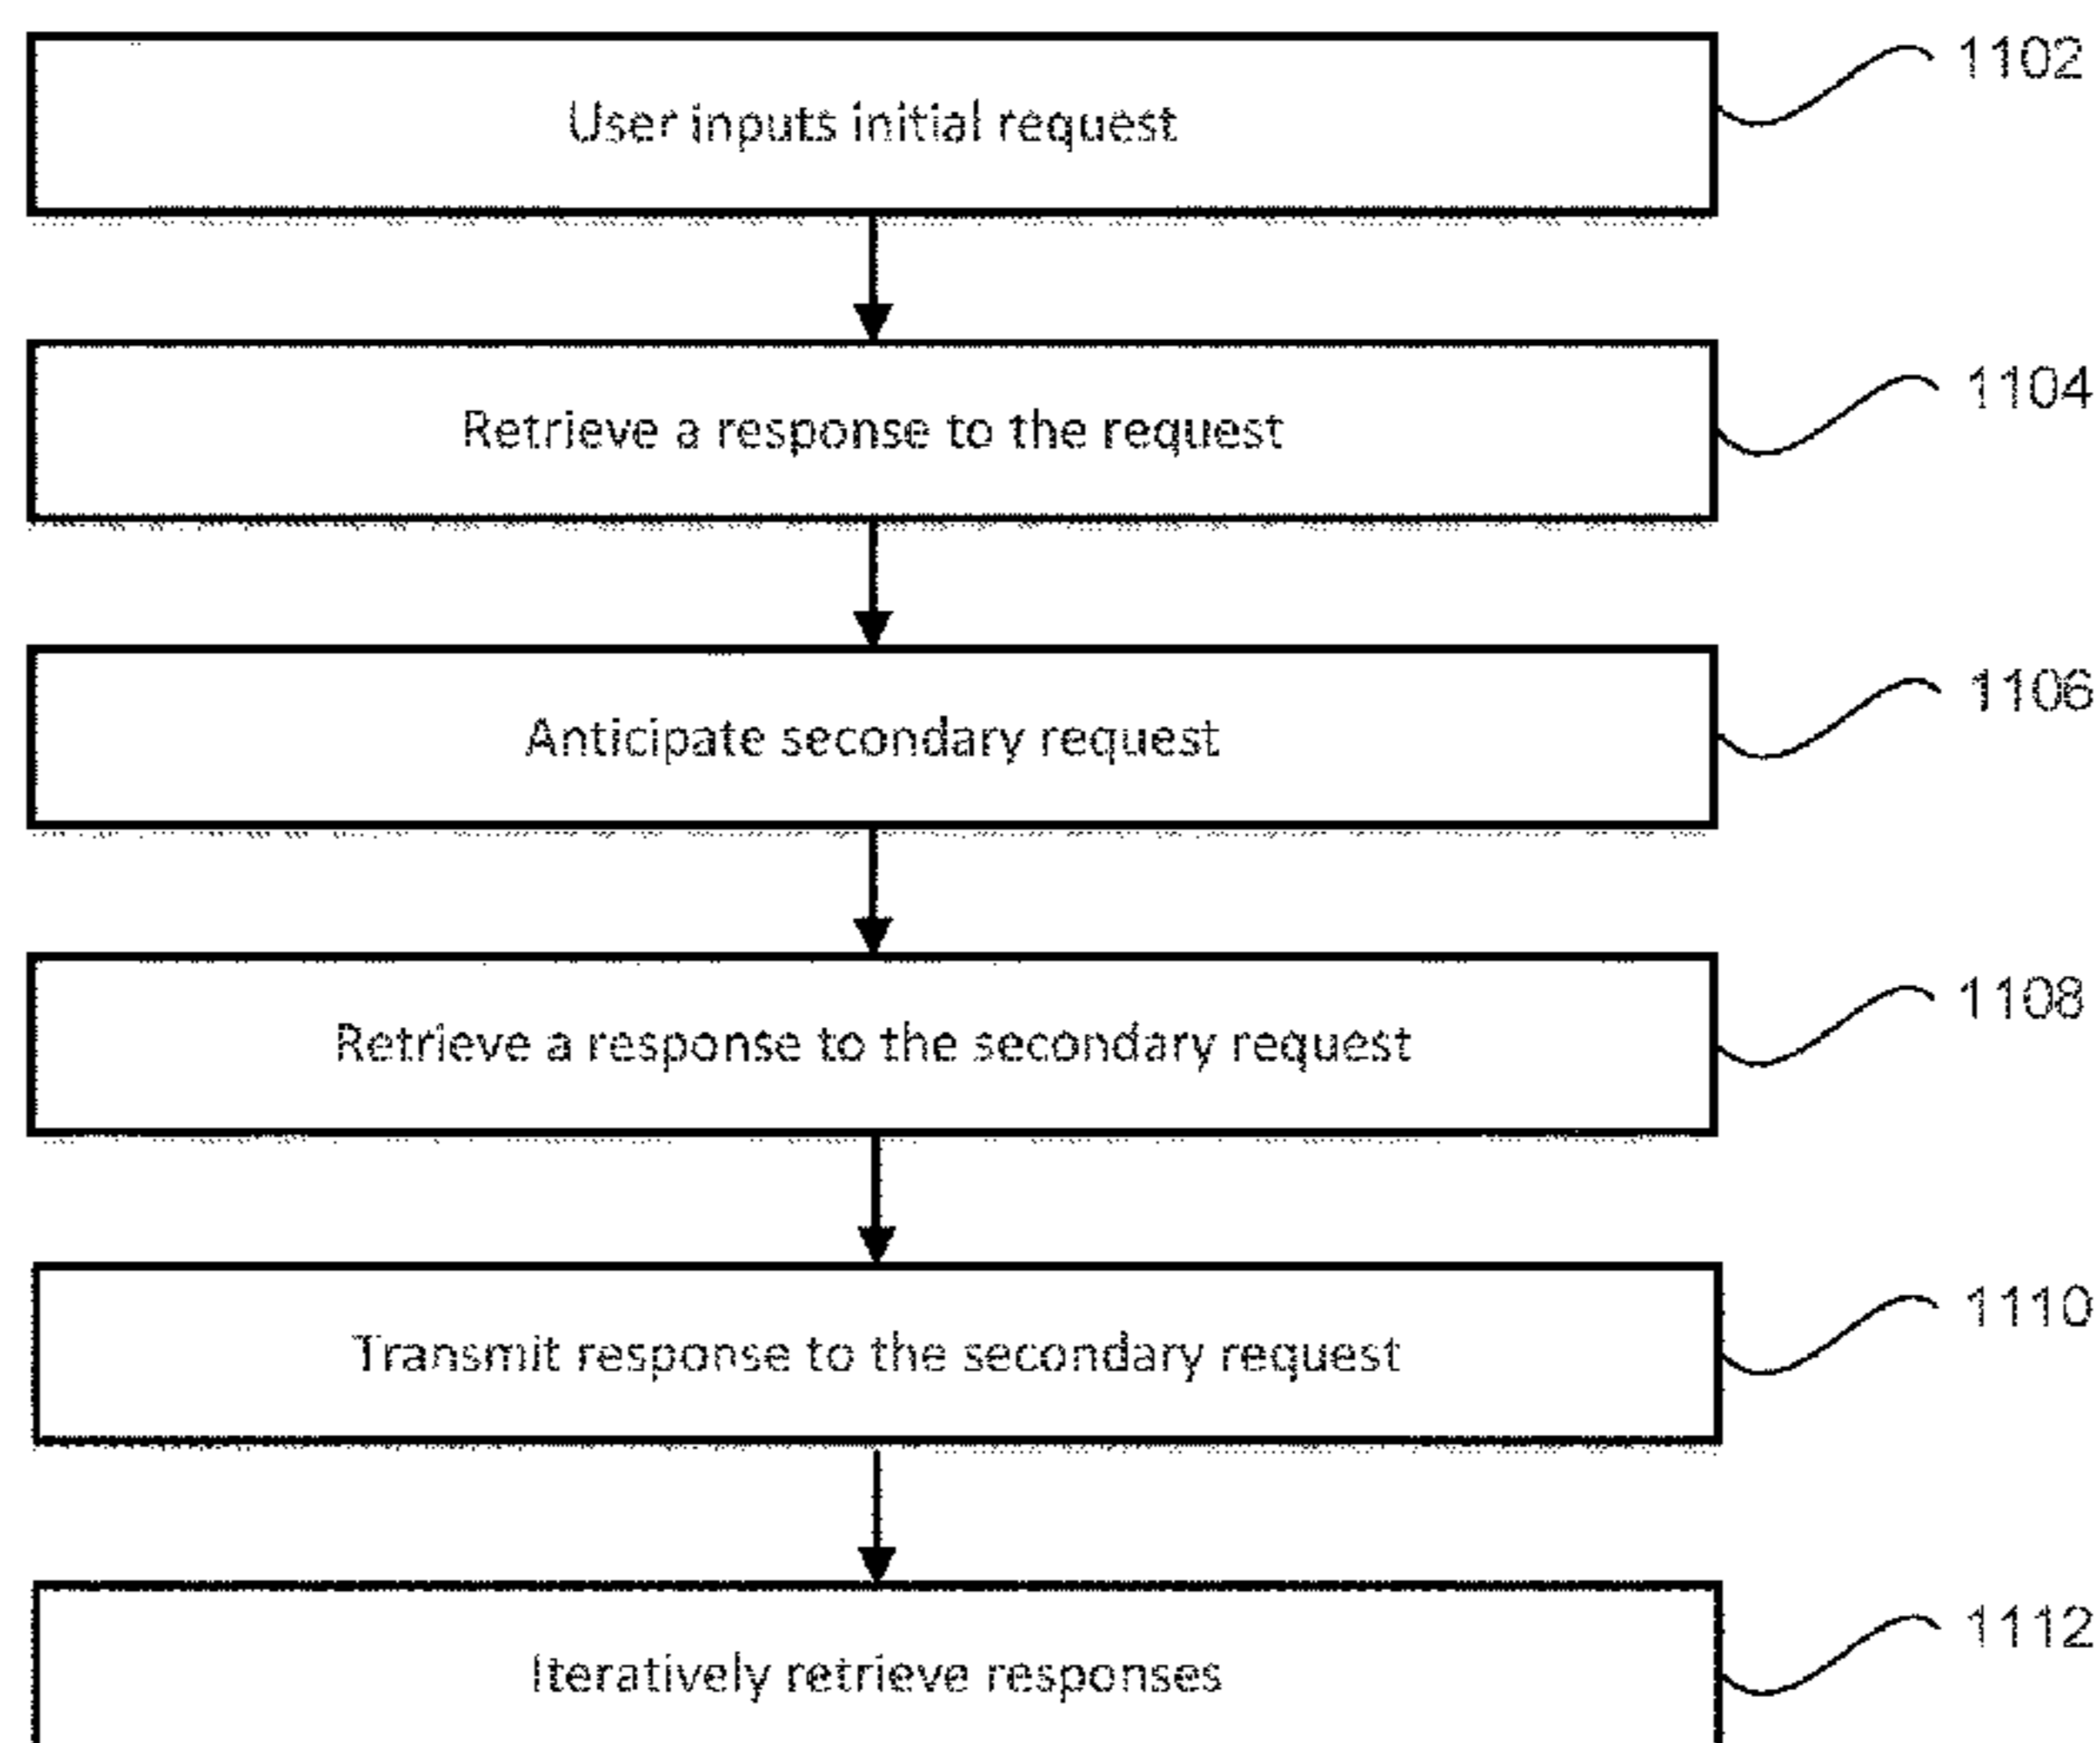 User inputs initial request 1102
Retrieve a response to the request 1104
Anticipate secondary request 1106
Retrieve a response to the secondary request 1108
Transmit response to the secondary request 1110
Iteratively retrieve responses 1112